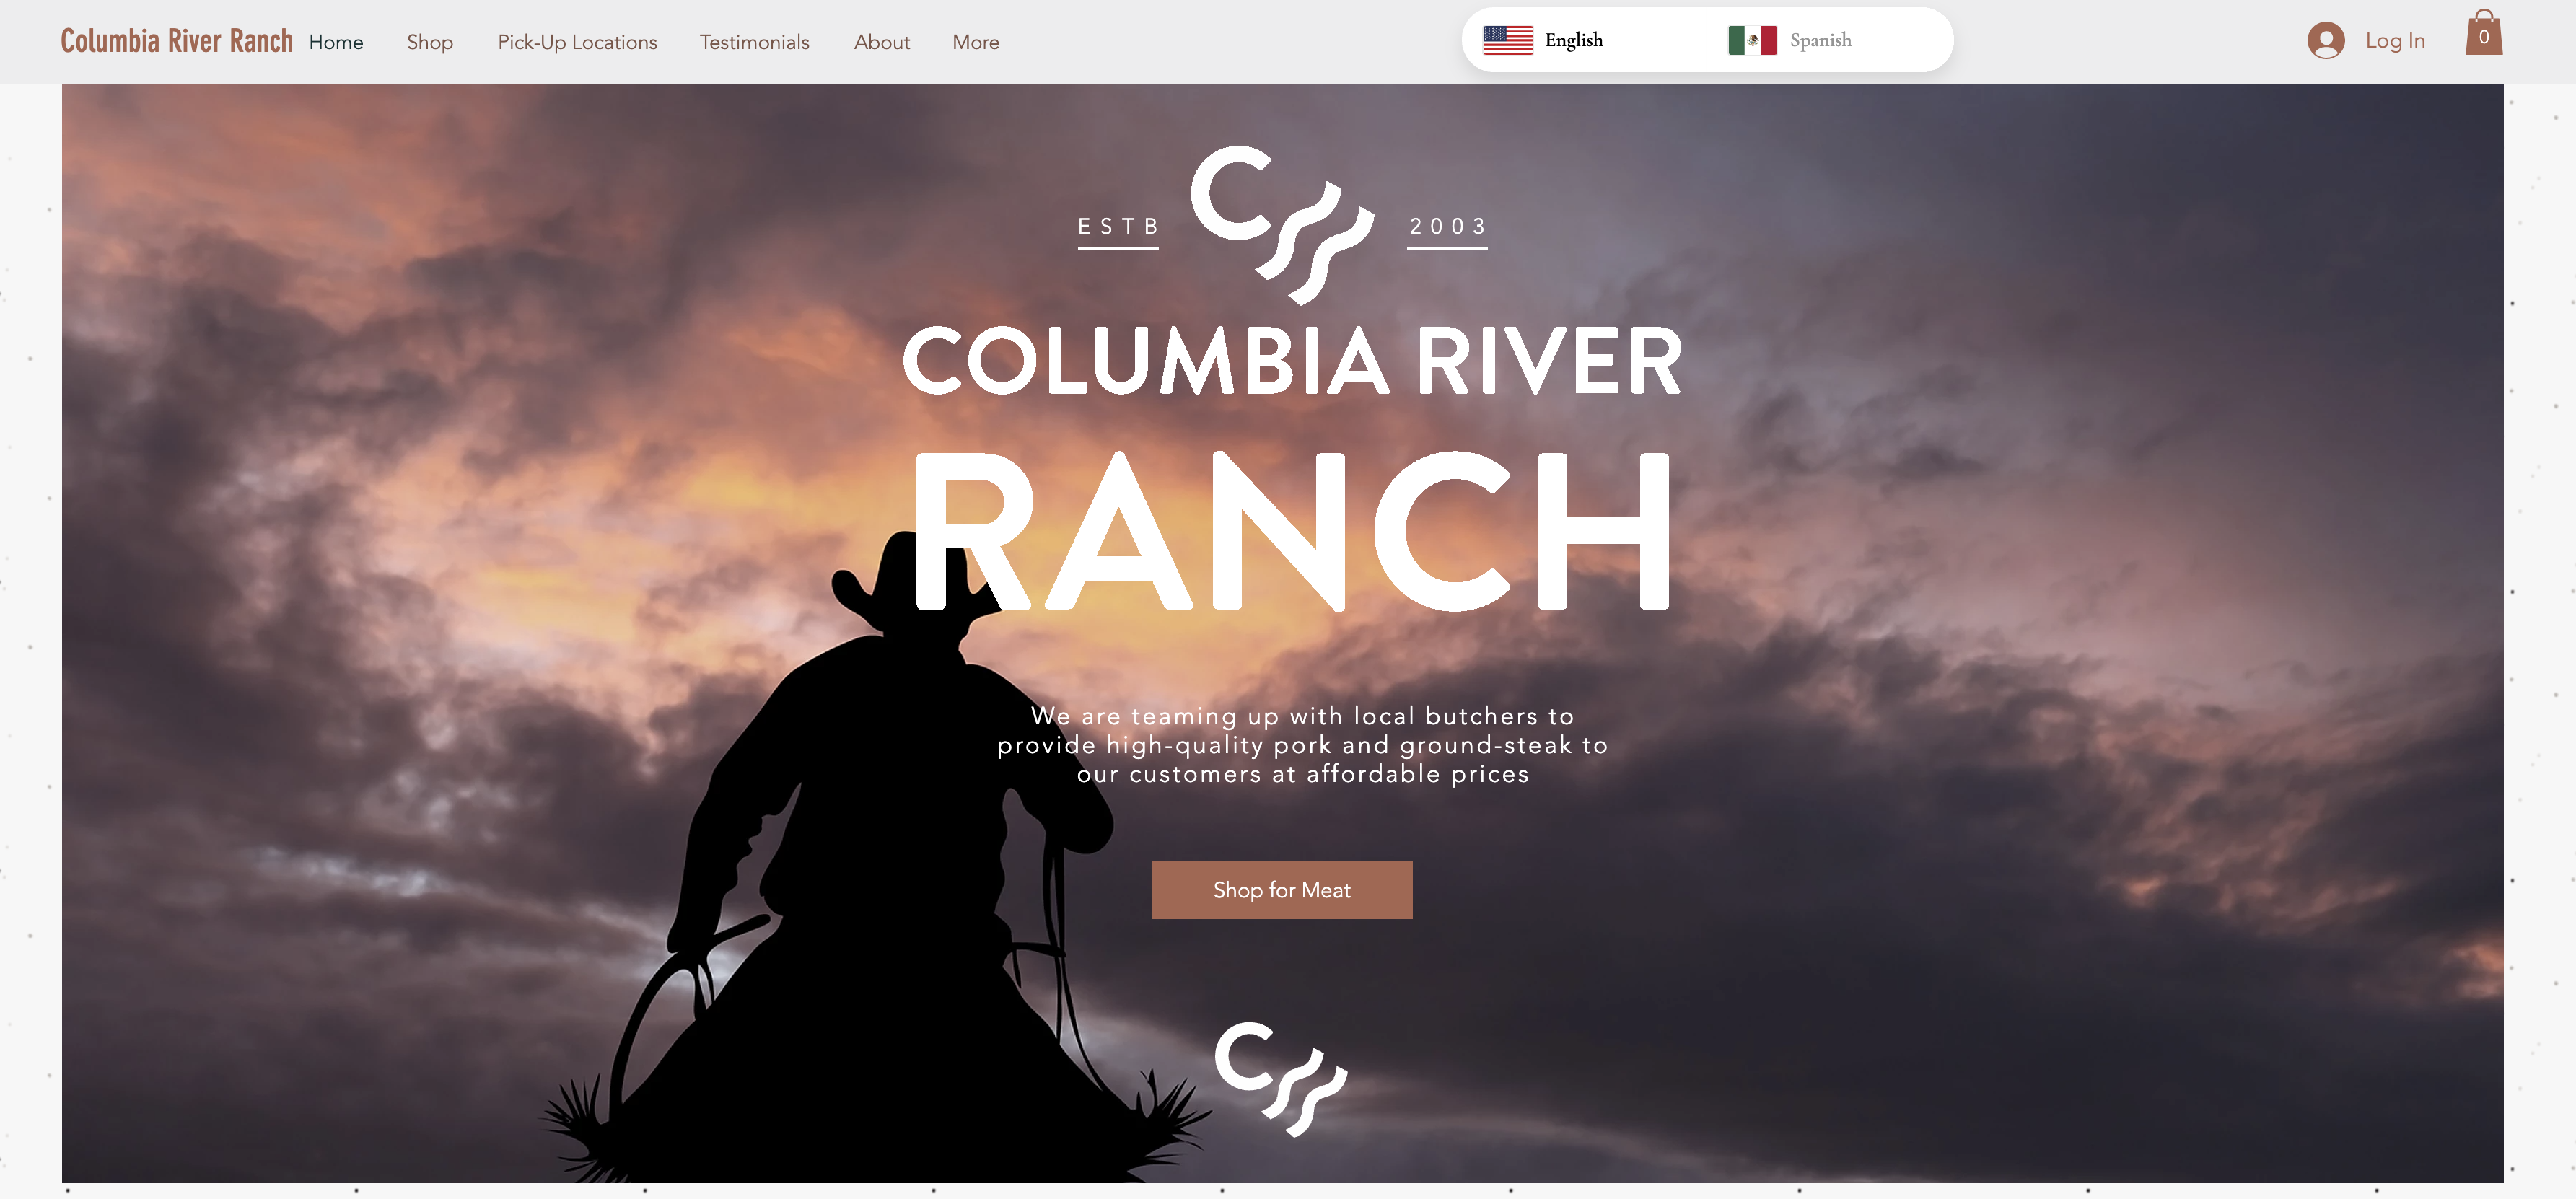 Columbia River Ranch Home Shop Pick-Up Locations Testimonials About More English Spanish Log In 0
ESTB 2003
COLUMBIA RIVER
RANCH
We are teaming up with local butchers to
provide high-quality pork and ground-steak to
our customers at affordable prices
Shop for Meat